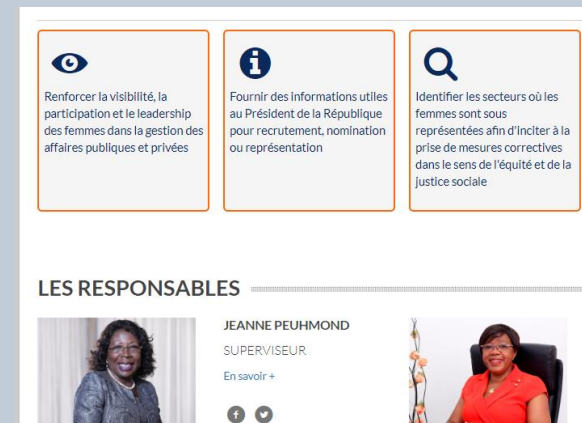 Renforcer la visibilité, la
participation et le leadership
des femmes dans la gestion des
affaires publiques et privées
Fournir des informations utiles
au Président de la République
pour recrutement, nomination
ou représentation
Identifier les secteurs où les
femmes sont sous
représentées afin d'inciter à la
prise de mesures correctives
dans le sens de l'équité et de la
justice sociale
LES RESPONSABLES
JEANNE PEUHMOND
SUPERVISEUR
En savoir +